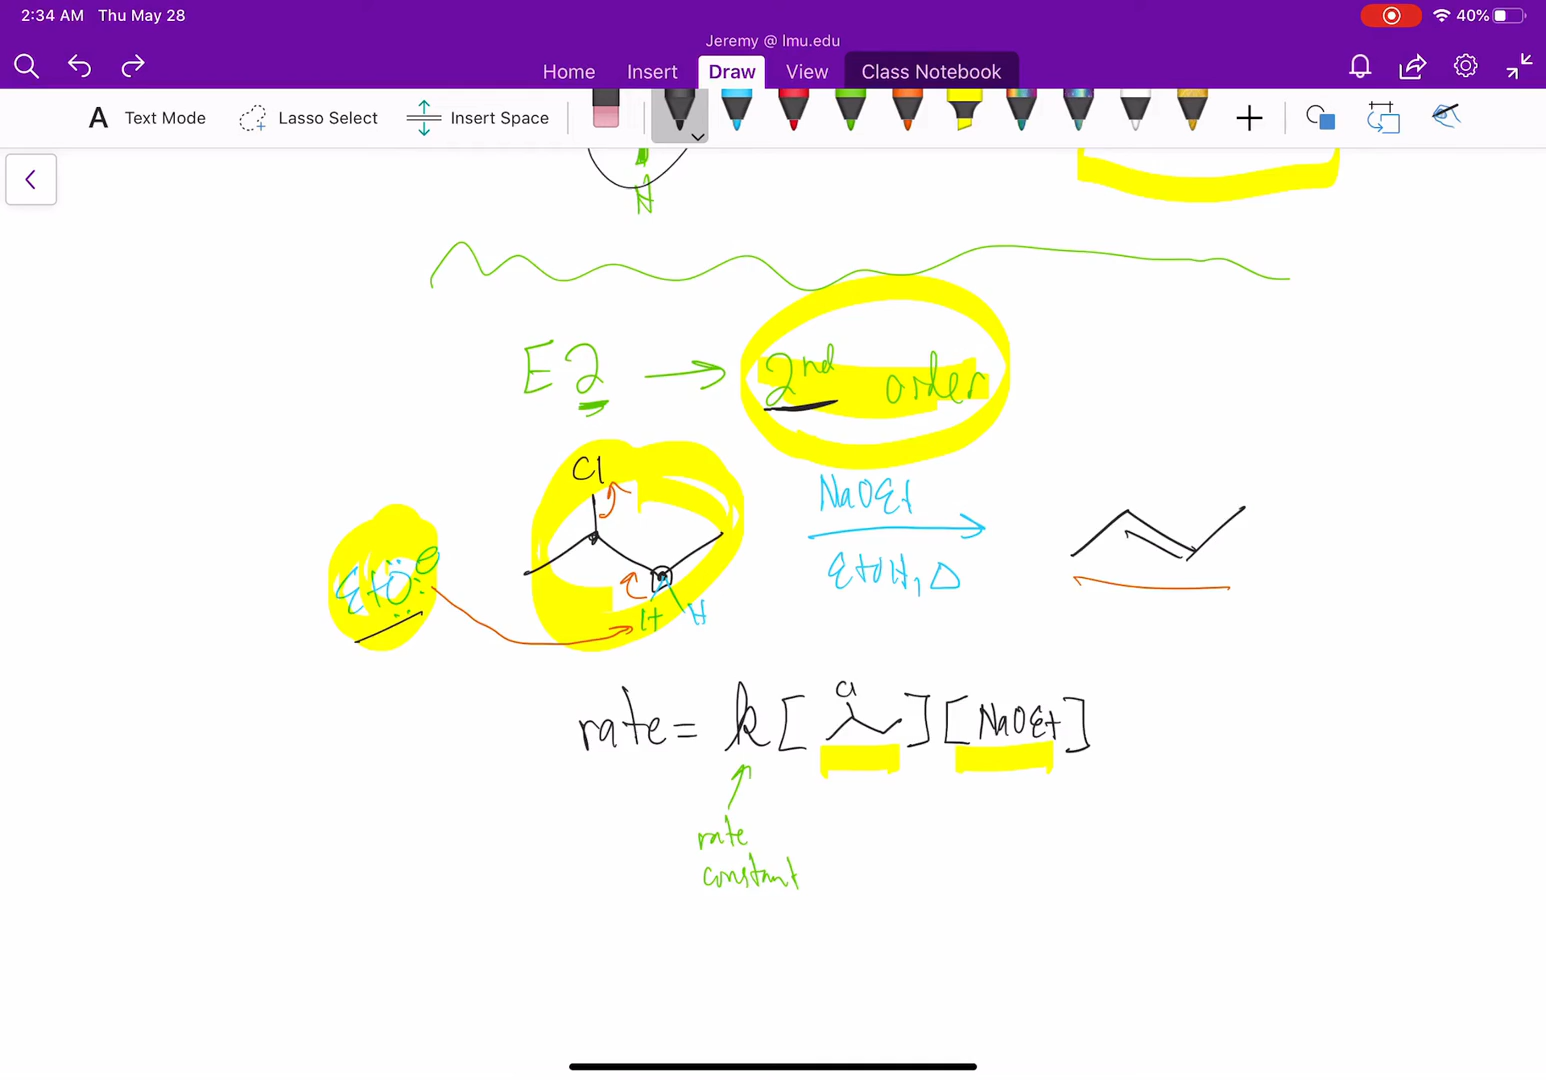 2:34 AM Thu May 28
40%
Jeremy @ lmu.edu
Home Insert Draw View Class Notebook
A Text Mode Lasso Select Insert Space
H
E2 → 2nd order
Cl
NaOEt
EtO:⊖
EtOH, Δ
H H
rate = k [ Cl ] [NaOEt]
rate
constant